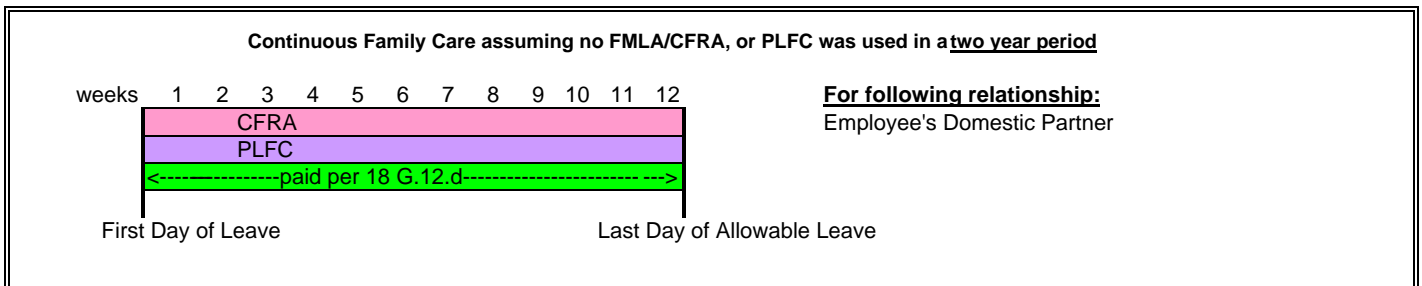 Continuous Family Care assuming no FMLA/CFRA, or PLFC was used in a two year period
weeks 1 2 3 4 5 6 7 8 9 10 11 12
For following relationship:
CFRA
Employee's Domestic Partner
PLFC
<----------------paid per 18 G.12.d------------------------ --->
First Day of Leave
Last Day of Allowable Leave